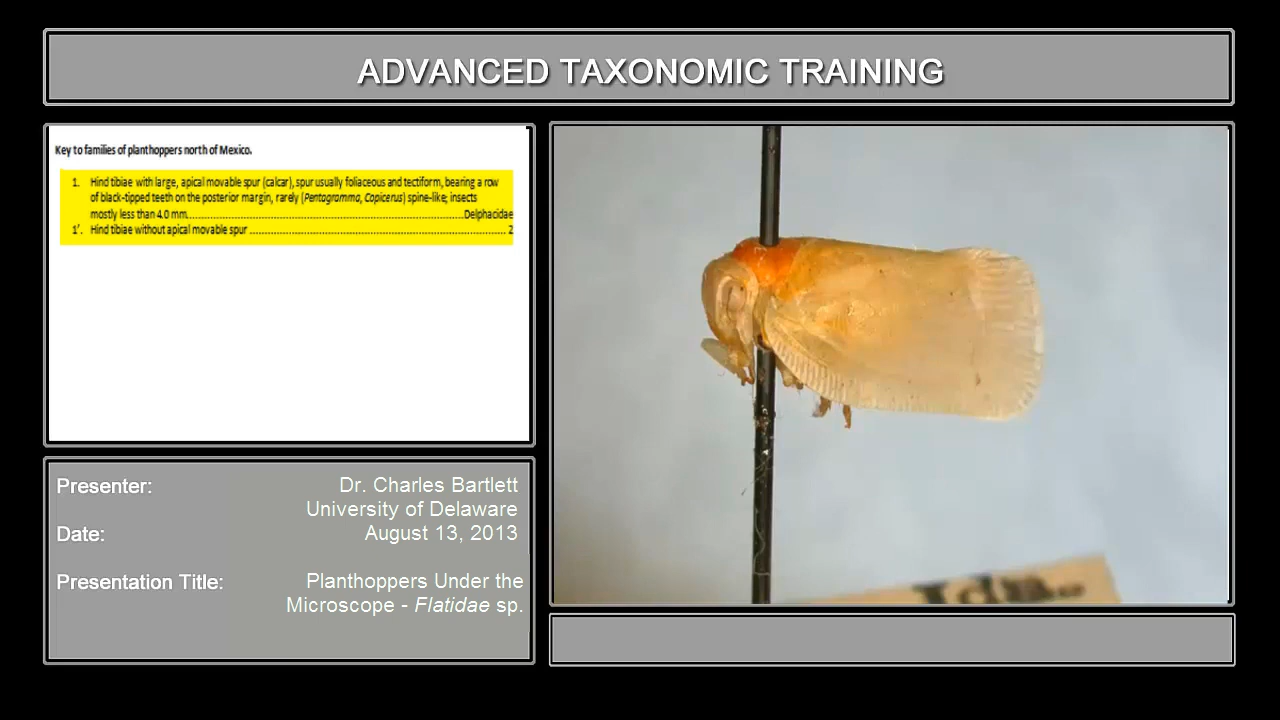 ADVANCED TAXONOMIC TRAINING
Key to families of planthoppers north of Mexico.
1. Hind tibiae with large, apical movable spur (calcar), spur usually foliaceous and tectiform, bearing a row
of black-tipped teeth on the posterior margin, rarely (Pentagramma, Copicerus) spine-like; insects
mostly less than 4.0 mm..........Delphacidae
1'. Hind tibiae without apical movable spur .......... 2
Presenter: Dr. Charles Bartlett
University of Delaware
Date: August 13, 2013
Presentation Title: Planthoppers Under the
Microscope - Flatidae sp.